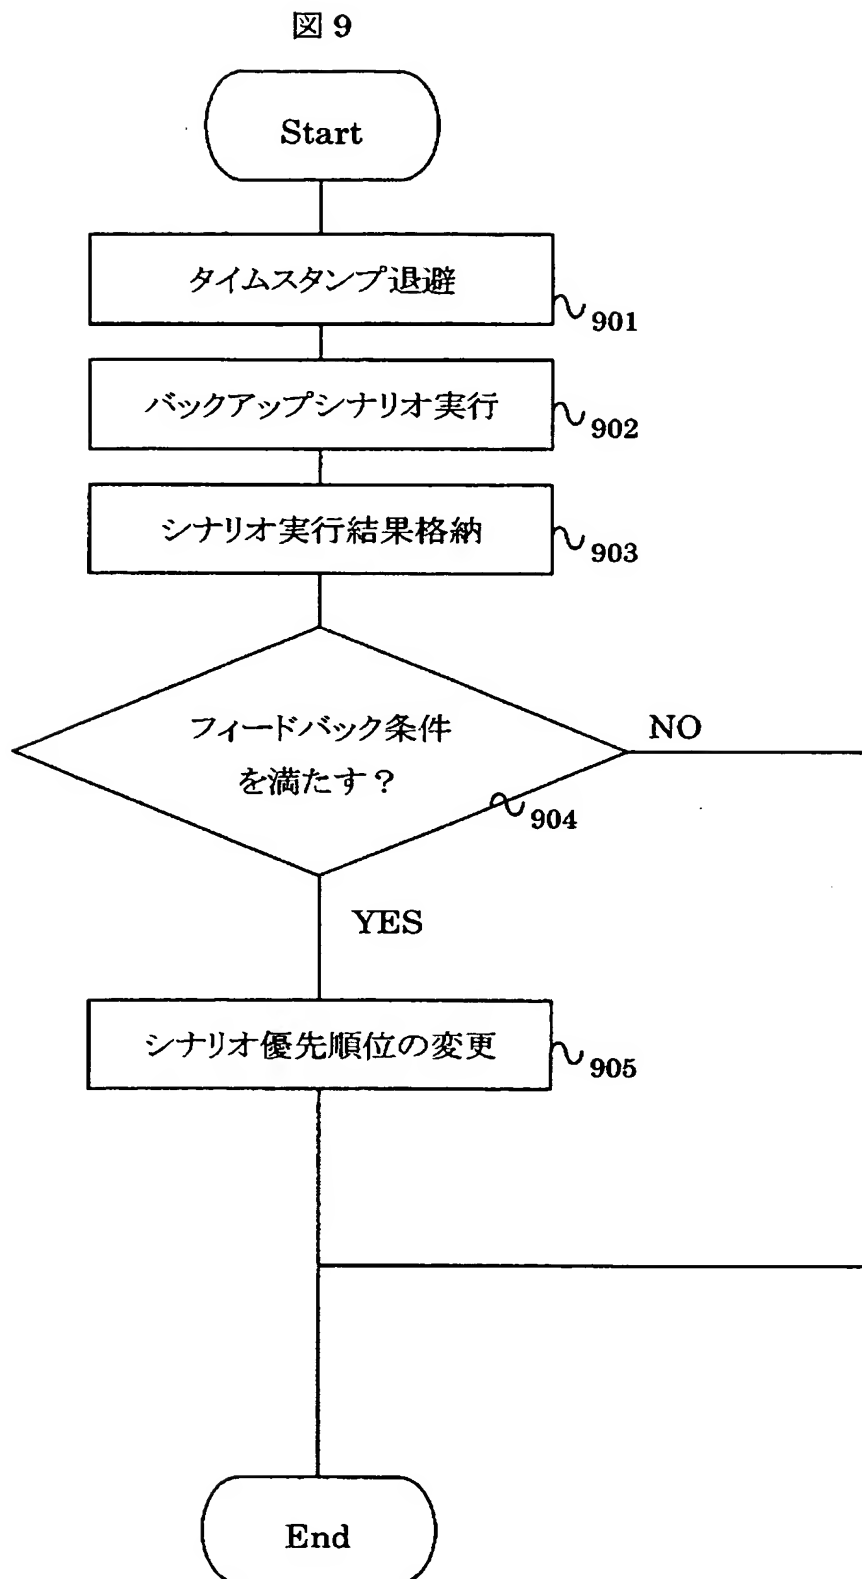 図 9
Start
タイムスタンプ退避
901
バックアップシナリオ実行
902
シナリオ実行結果格納
903
フィードバック条件
を満たす？
NO
904
YES
シナリオ優先順位の変更
905
End